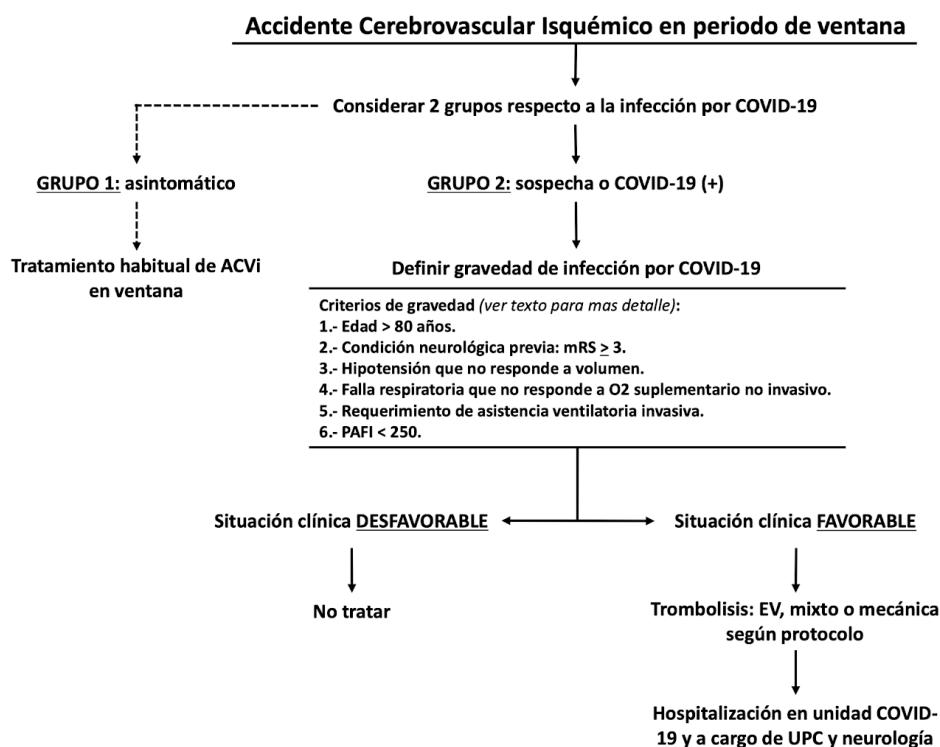 Accidente Cerebrovascular Isquémico en periodo de ventana
Considerar 2 grupos respecto a la infección por COVID-19
GRUPO 1: asintomático
GRUPO 2: sospecha o COVID-19 (+)
Tratamiento habitual de ACVi
en ventana
Definir gravedad de infección por COVID-19
Criterios de gravedad (ver texto para mas detalle):
1.- Edad > 80 años.
2.- Condición neurológica previa: mRS ≥ 3.
3.- Hipotensión que no responde a volumen.
4.- Falla respiratoria que no responde a O2 suplementario no invasivo.
5.- Requerimiento de asistencia ventilatoria invasiva.
6.- PAFI < 250.
Situación clínica DESFAVORABLE
Situación clínica FAVORABLE
No tratar
Trombolisis: EV, mixto o mecánica
según protocolo
Hospitalización en unidad COVID-
19 y a cargo de UPC y neurología